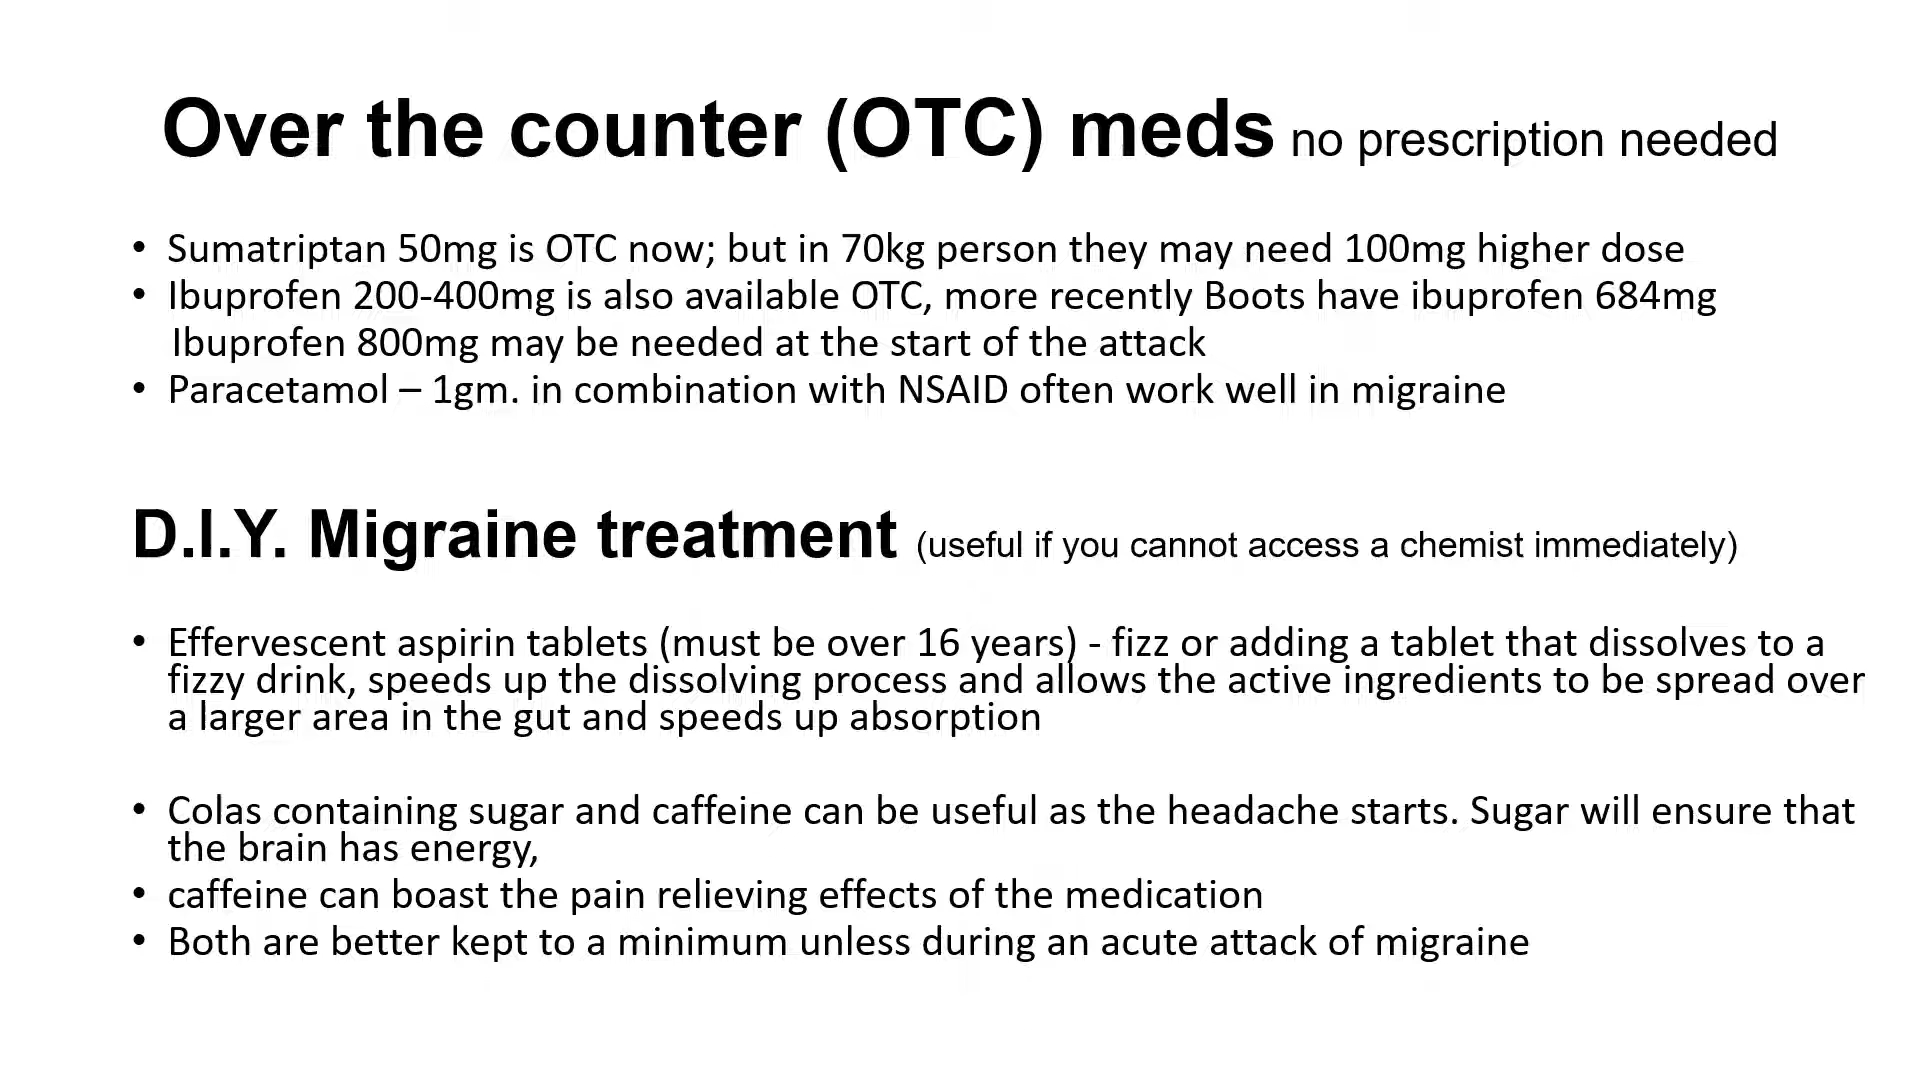 Over the counter (OTC) meds no prescription needed
• Sumatriptan 50mg is OTC now; but in 70kg person they may need 100mg higher dose
• Ibuprofen 200-400mg is also available OTC, more recently Boots have ibuprofen 684mg
Ibuprofen 800mg may be needed at the start of the attack
• Paracetamol – 1gm. in combination with NSAID often work well in migraine
D.I.Y. Migraine treatment (useful if you cannot access a chemist immediately)
• Effervescent aspirin tablets (must be over 16 years) - fizz or adding a tablet that dissolves to a
fizzy drink, speeds up the dissolving process and allows the active ingredients to be spread over
a larger area in the gut and speeds up absorption
• Colas containing sugar and caffeine can be useful as the headache starts. Sugar will ensure that
the brain has energy,
• caffeine can boast the pain relieving effects of the medication
• Both are better kept to a minimum unless during an acute attack of migraine